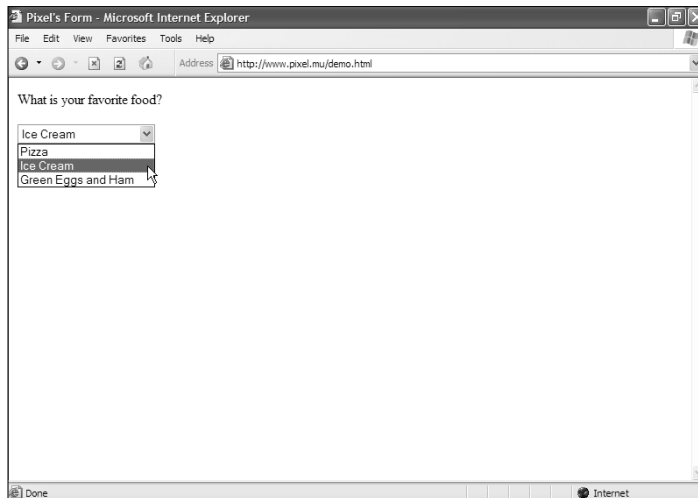 Pixel's Form - Microsoft Internet Explorer
File Edit View Favorites Tools Help
Address http://www.pixel.mu/demo.html
What is your favorite food?
Ice Cream
Pizza
Ice Cream
Green Eggs and Ham
Done Internet